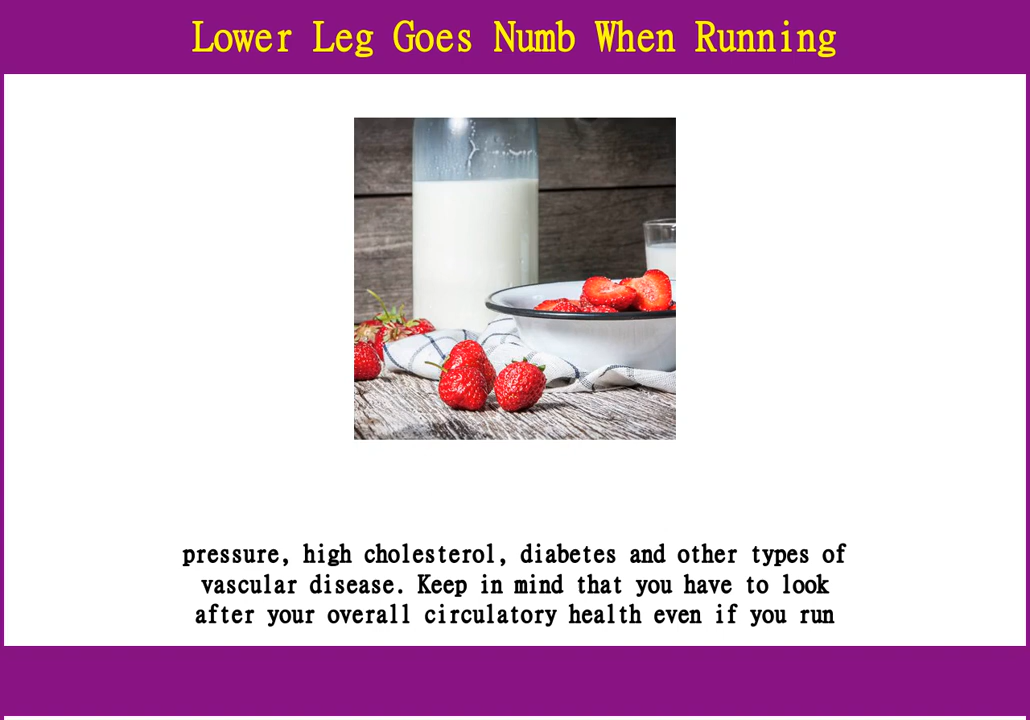 Lower Leg Goes Numb When Running
pressure, high cholesterol, diabetes and other types of
vascular disease. Keep in mind that you have to look
after your overall circulatory health even if you run